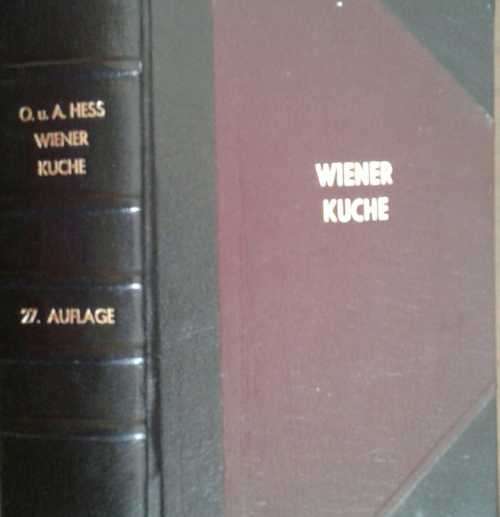 O. u. A. HESS
WIENER
KUCHE
27. AUFLAGE
WIENER
KUCHE